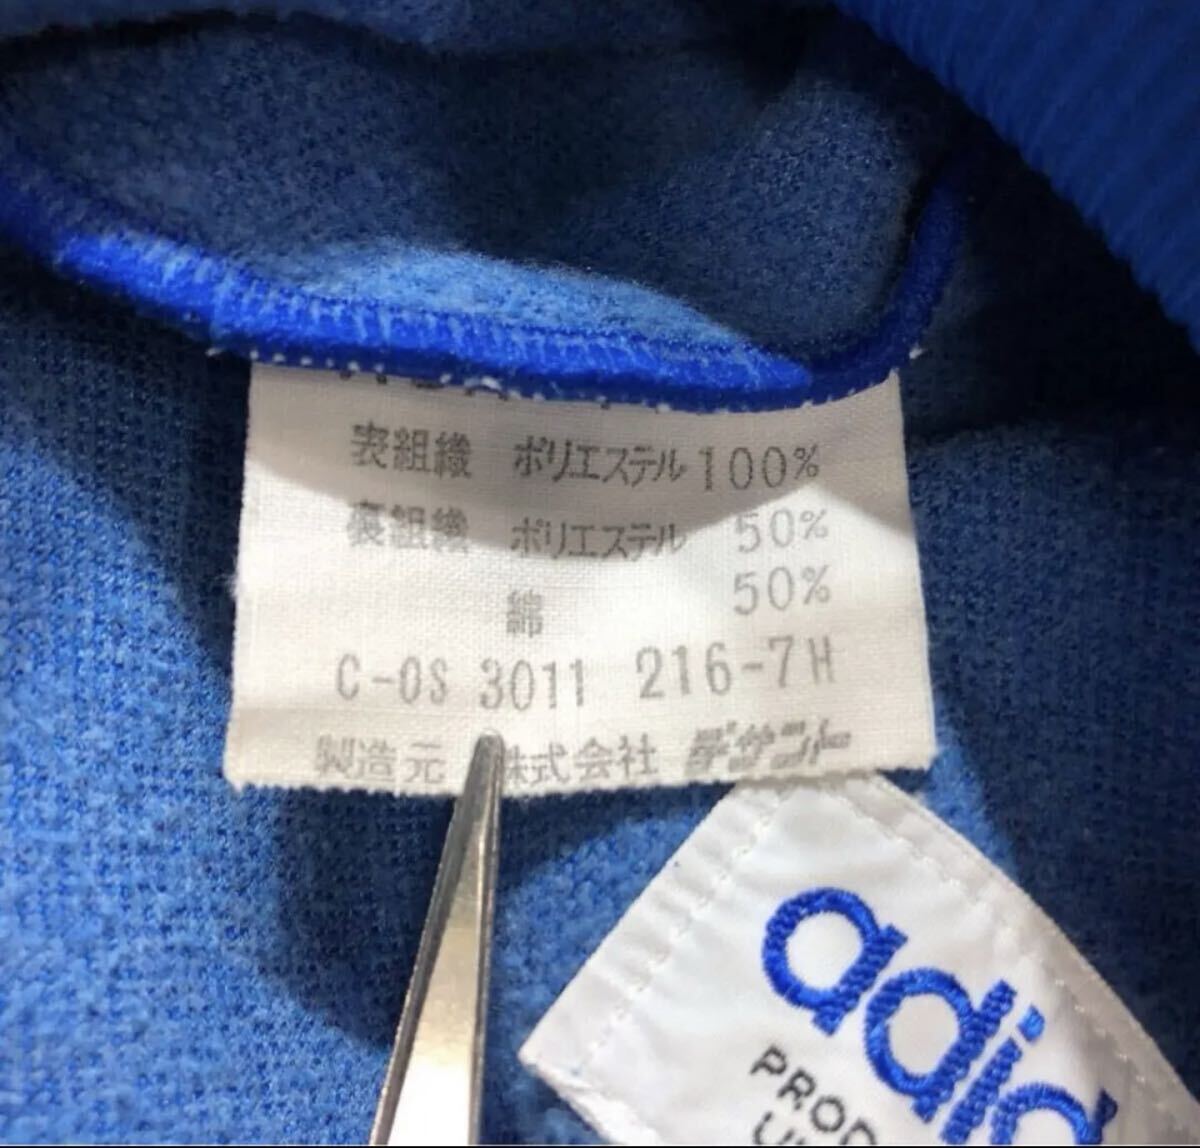 表組織 ポリエステル 100%
裏組織 ポリエステル 50%
綿 50%
C-OS 3011 216-7H
製造元 株式会社 デサント
adid
PROD